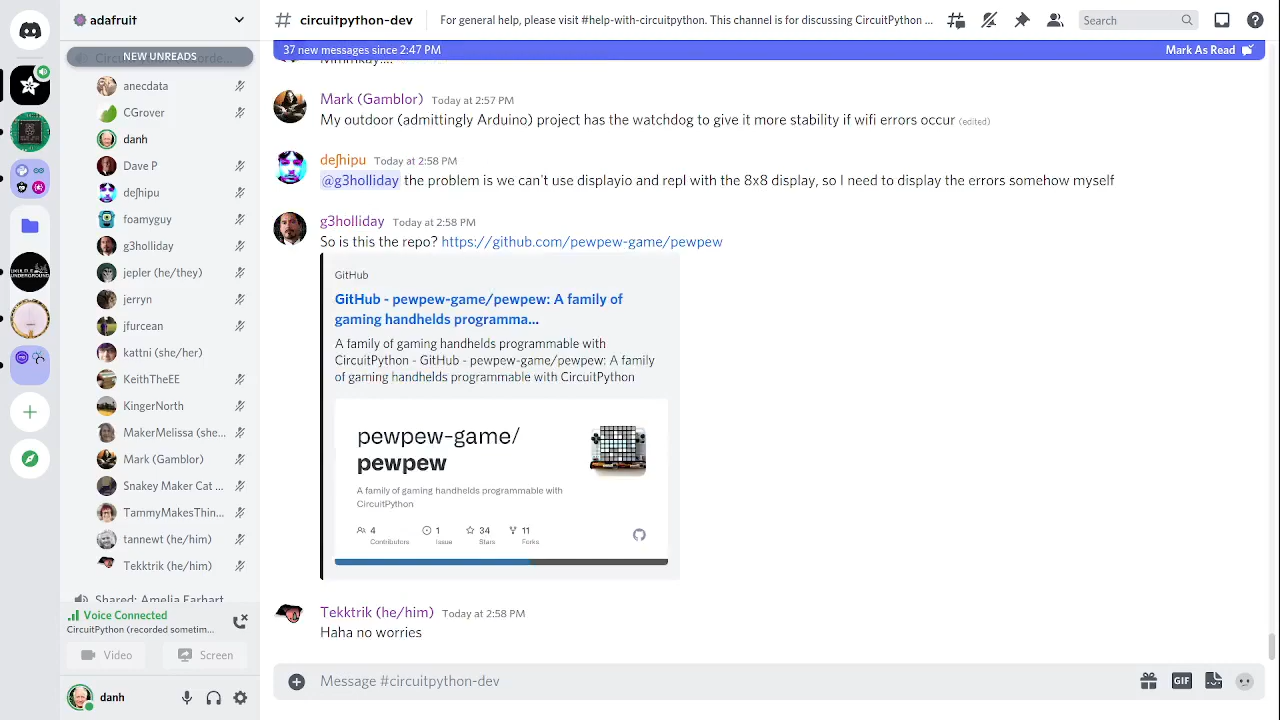 adafruit
circuitpython-dev
For general help, please visit #help-with-circuitpython. This channel is for discussing CircuitPython ...
Search
NEW UNREADS
37 new messages since 2:47 PM
Mark As Read
anecdata
CGrover
danh
Dave P
deʃhipu
foamyguy
g3holliday
jepler (he/they)
jerryn
jfurcean
kattni (she/her)
KeithTheEE
KingerNorth
MakerMelissa (she...
Mark (Gamblor)
Snakey Maker Cat ...
TammyMakesThin...
tannewt (he/him)
Tekktrik (he/him)
Shared: Amelia Earhart
Voice Connected
CircuitPython (recorded sometim...
Video
Screen
danh
Mmmkay....
Mark (Gamblor) Today at 2:57 PM
My outdoor (admittingly Arduino) project has the watchdog to give it more stability if wifi errors occur (edited)
deʃhipu Today at 2:58 PM
@g3holliday the problem is we can't use displayio and repl with the 8x8 display, so I need to display the errors somehow myself
g3holliday Today at 2:58 PM
So is this the repo? https://github.com/pewpew-game/pewpew
GitHub
GitHub - pewpew-game/pewpew: A family of
gaming handhelds programma...
A family of gaming handhelds programmable with
CircuitPython - GitHub - pewpew-game/pewpew: A family
of gaming handhelds programmable with CircuitPython
pewpew-game/
pewpew
A family of gaming handhelds programmable with
CircuitPython
4 Contributors
1 Issue
34 Stars
11 Forks
Tekktrik (he/him) Today at 2:58 PM
Haha no worries
Message #circuitpython-dev
GIF